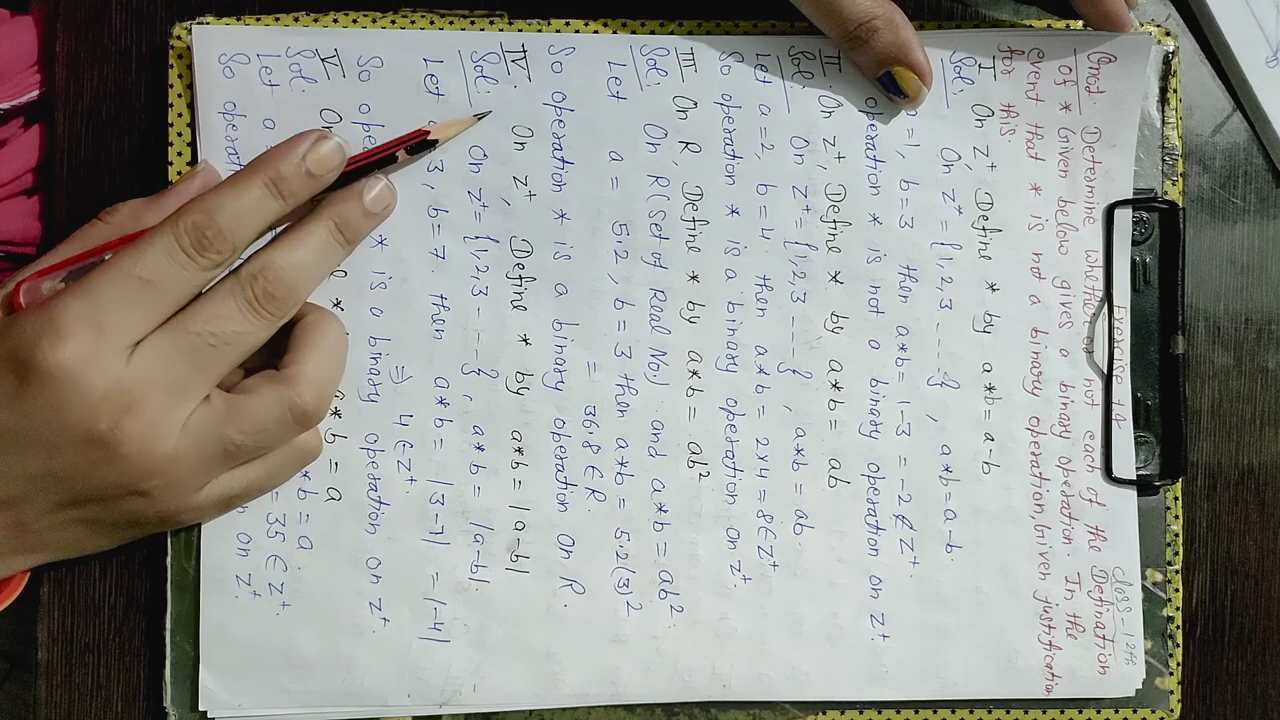 Exercise 1.4
class-12th
Q no1. Determine whether or not each of the Defination
of * Given below gives a binary operation. In the
event that * is not a binary operation, Given justification
for this.
I On z⁺, Define * by a*b = a-b
Sol: On z⁺ = {1,2,3 ----}, a*b = a-b.
=1, b=3 then a*b = 1-3 = -2 ∉ z⁺.
operation * is not a binary operation on z⁺
II. On z⁺, Define * by a*b = ab
Sol: On z⁺ = {1,2,3 ----}, a*b = ab.
Let a=2, b=4. then a*b = 2x4 = 8 ∈ z⁺
So operation * is a binary operation on z⁺.
III On R, Define * by a*b = ab²
Sol: On R (Set of Real No.) and a*b = ab².
Let a = 5.2, b=3 then a*b = 5.2(3)²
= 36.8 ∈ R.
So operation * is a binary operation on R.
IV. On z⁺, Define * by a*b = |a-b|
Sol: On z⁺ = {1,2,3 ----}, a*b = |a-b|.
Let 3, b=7. then a*b = |3-7| = |-4|
⇒ 4 ∈ z⁺.
So * is a binary operation on z⁺.
V On * a*b = a
Sol: *b = a.
Let a = 35 ∈ z⁺.
So on z⁺.